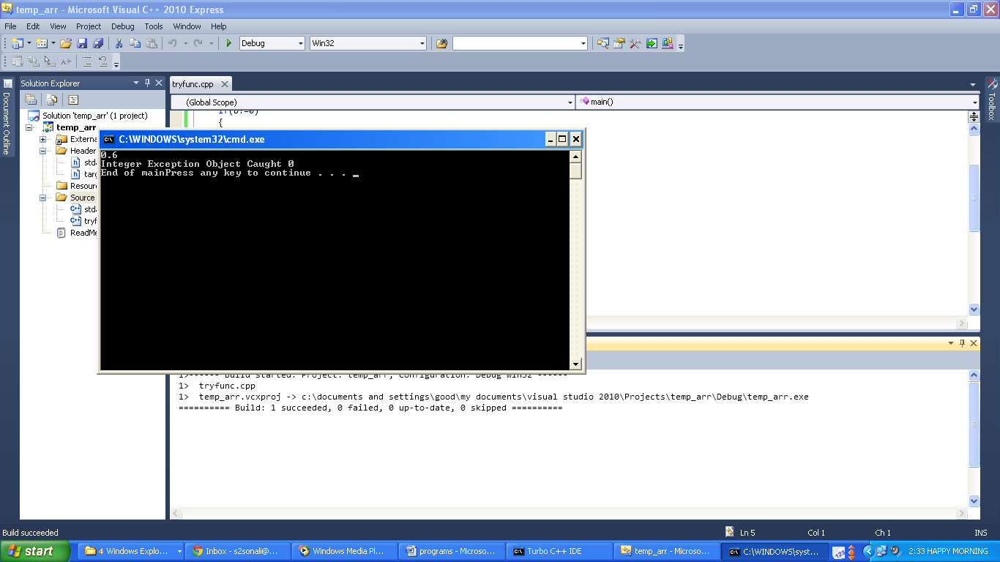 temp_arr - Microsoft Visual C++ 2010 Express
File Edit View Project Debug Tools Window Help
Debug Win32
Document Outline
Solution Explorer
Solution 'temp_arr' (1 project)
temp_arr
Externa
Header
std
targ
Resourc
Source
std
tryf
ReadMe
tryfunc.cpp
(Global Scope) main()
if(b!=0)
{
Toolbox
C:\WINDOWS\system32\cmd.exe
0.6
Integer Exception Object Caught 0
End of mainPress any key to continue . . . _
1>------ Build started: Project: temp_arr, Configuration: Debug Win32 ------
1> tryfunc.cpp
1> temp_arr.vcxproj -> c:\documents and settings\good\my documents\visual studio 2010\Projects\temp_arr\Debug\temp_arr.exe
========== Build: 1 succeeded, 0 failed, 0 up-to-date, 0 skipped ==========
Build succeeded Ln 5 Col 1 Ch 1 INS
start 4 Windows Explo... Inbox - s2sonali@... Windows Media Pl... programs - Microso... Turbo C++ IDE temp_arr - Microso... C:\WINDOWS\syst... 2:33 HAPPY MORNING